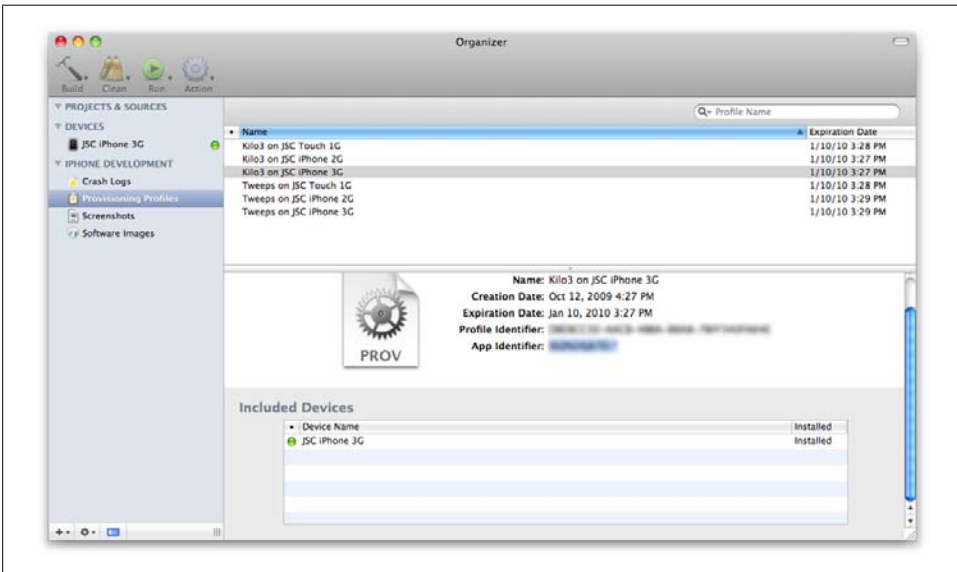 Organizer
Build Clean Run Action
PROJECTS & SOURCES
Profile Name
DEVICES
JSC iPhone 3G
IPHONE DEVELOPMENT
Crash Logs
Provisioning Profiles
Screenshots
Software Images
• Name Expiration Date
Kilo3 on JSC Touch 1G 1/10/10 3:28 PM
Kilo3 on JSC iPhone 2G 1/10/10 3:27 PM
Kilo3 on JSC iPhone 3G 1/10/10 3:27 PM
Tweeps on JSC Touch 1G 1/10/10 3:28 PM
Tweeps on JSC iPhone 2G 1/10/10 3:29 PM
Tweeps on JSC iPhone 3G 1/10/10 3:29 PM
PROV
Name: Kilo3 on JSC iPhone 3G
Creation Date: Oct 12, 2009 4:27 PM
Expiration Date: Jan 10, 2010 3:27 PM
Profile Identifier:
App Identifier:
Included Devices
• Device Name Installed
JSC iPhone 3G Installed